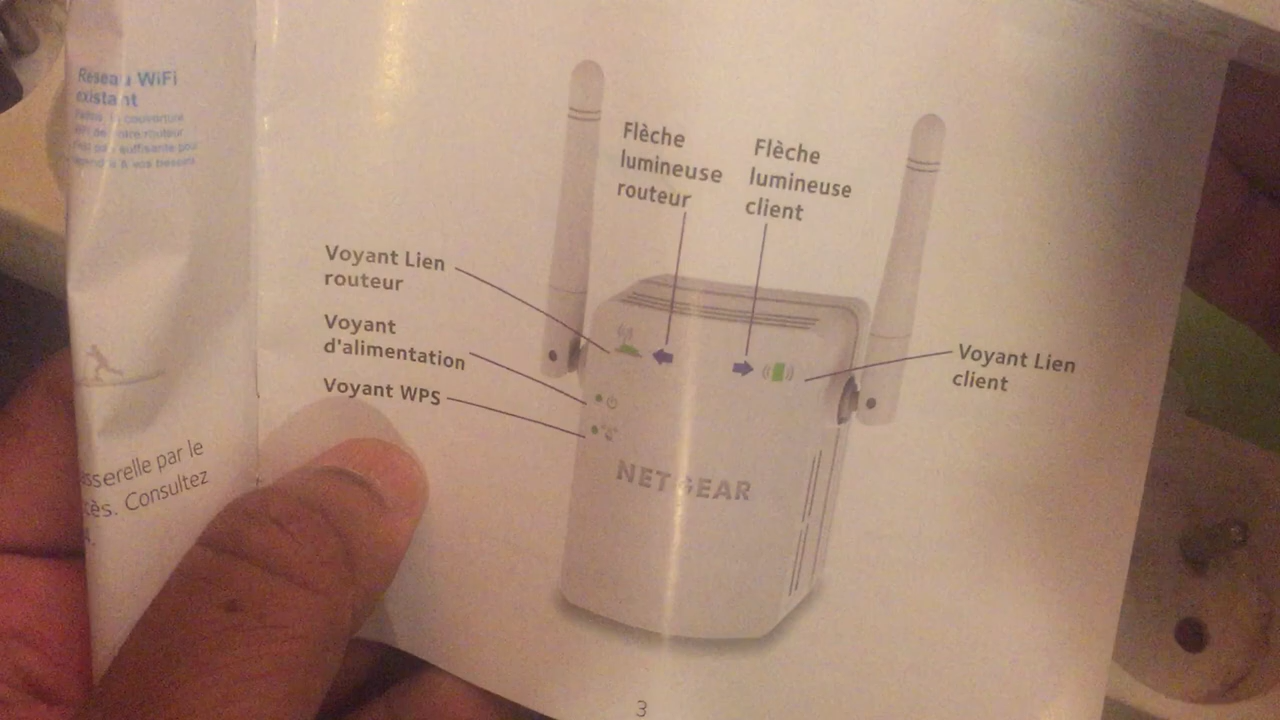 Réseau WiFi
existant
Flèche
lumineuse
routeur
Flèche
lumineuse
client
Voyant Lien
routeur
Voyant
d'alimentation
Voyant WPS
Voyant Lien
client
NETGEAR
sserelle par le
cès. Consultez
3